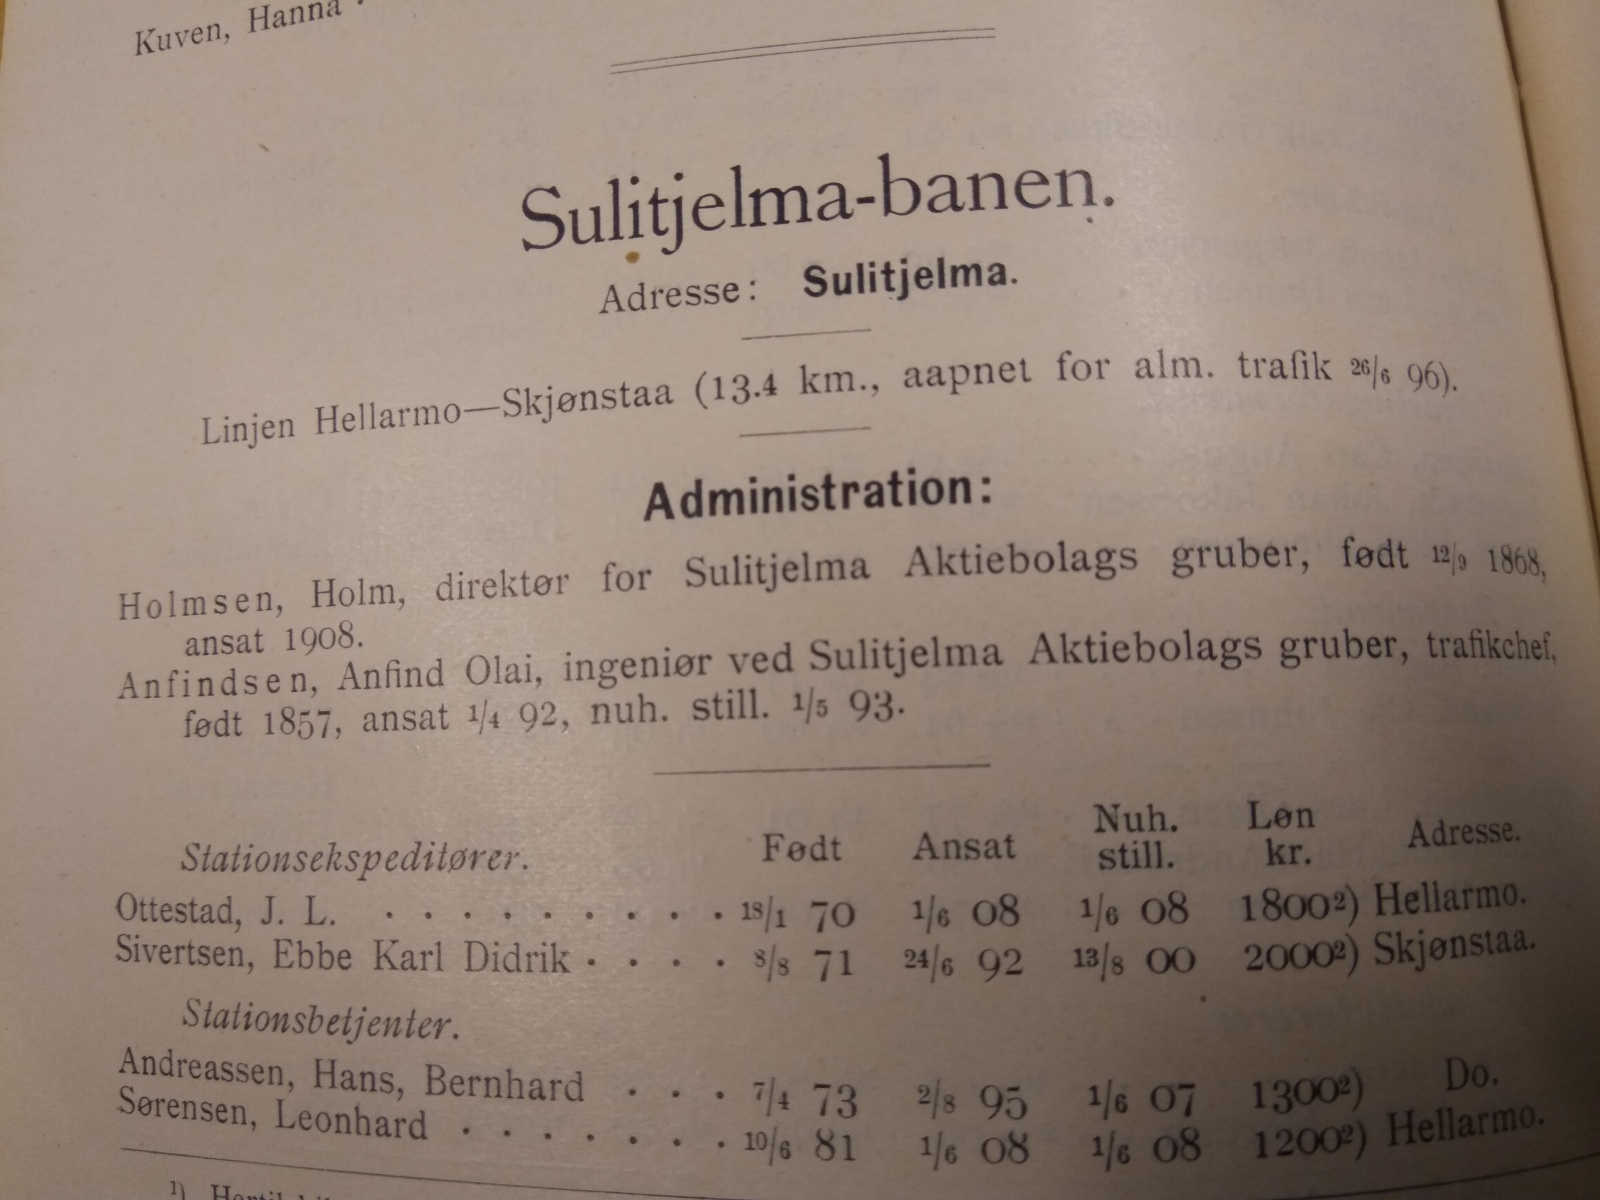 Kuven, Hanna
Sulitjelma-banen.
Adresse: Sulitjelma.
Linjen Hellarmo—Skjønstaa (13.4 km., aapnet for alm. trafik 26/6 96).
Administration:
Holmsen, Holm, direktør for Sulitjelma Aktiebolags gruber, født 12/9 1868,
ansat 1908.
Anfindsen, Anfind Olai, ingeniør ved Sulitjelma Aktiebolags gruber, trafikchef,
født 1857, ansat 1/4 92, nuh. still. 1/5 93.
Stationsekspeditører. Født Ansat Nuh. still. Løn kr. Adresse.
Ottestad, J. L. . . . . . . . . . 18/1 70 1/6 08 1/6 08 1800²) Hellarmo.
Sivertsen, Ebbe Karl Didrik . . . . 8/8 71 24/6 92 13/8 00 2000²) Skjønstaa.
Stationsbetjenter.
Andreassen, Hans, Bernhard . . . 7/4 73 2/8 95 1/6 07 1300²) Do.
Sørensen, Leonhard . . . . . . . 10/6 81 1/6 08 1/6 08 1200²) Hellarmo.
¹)